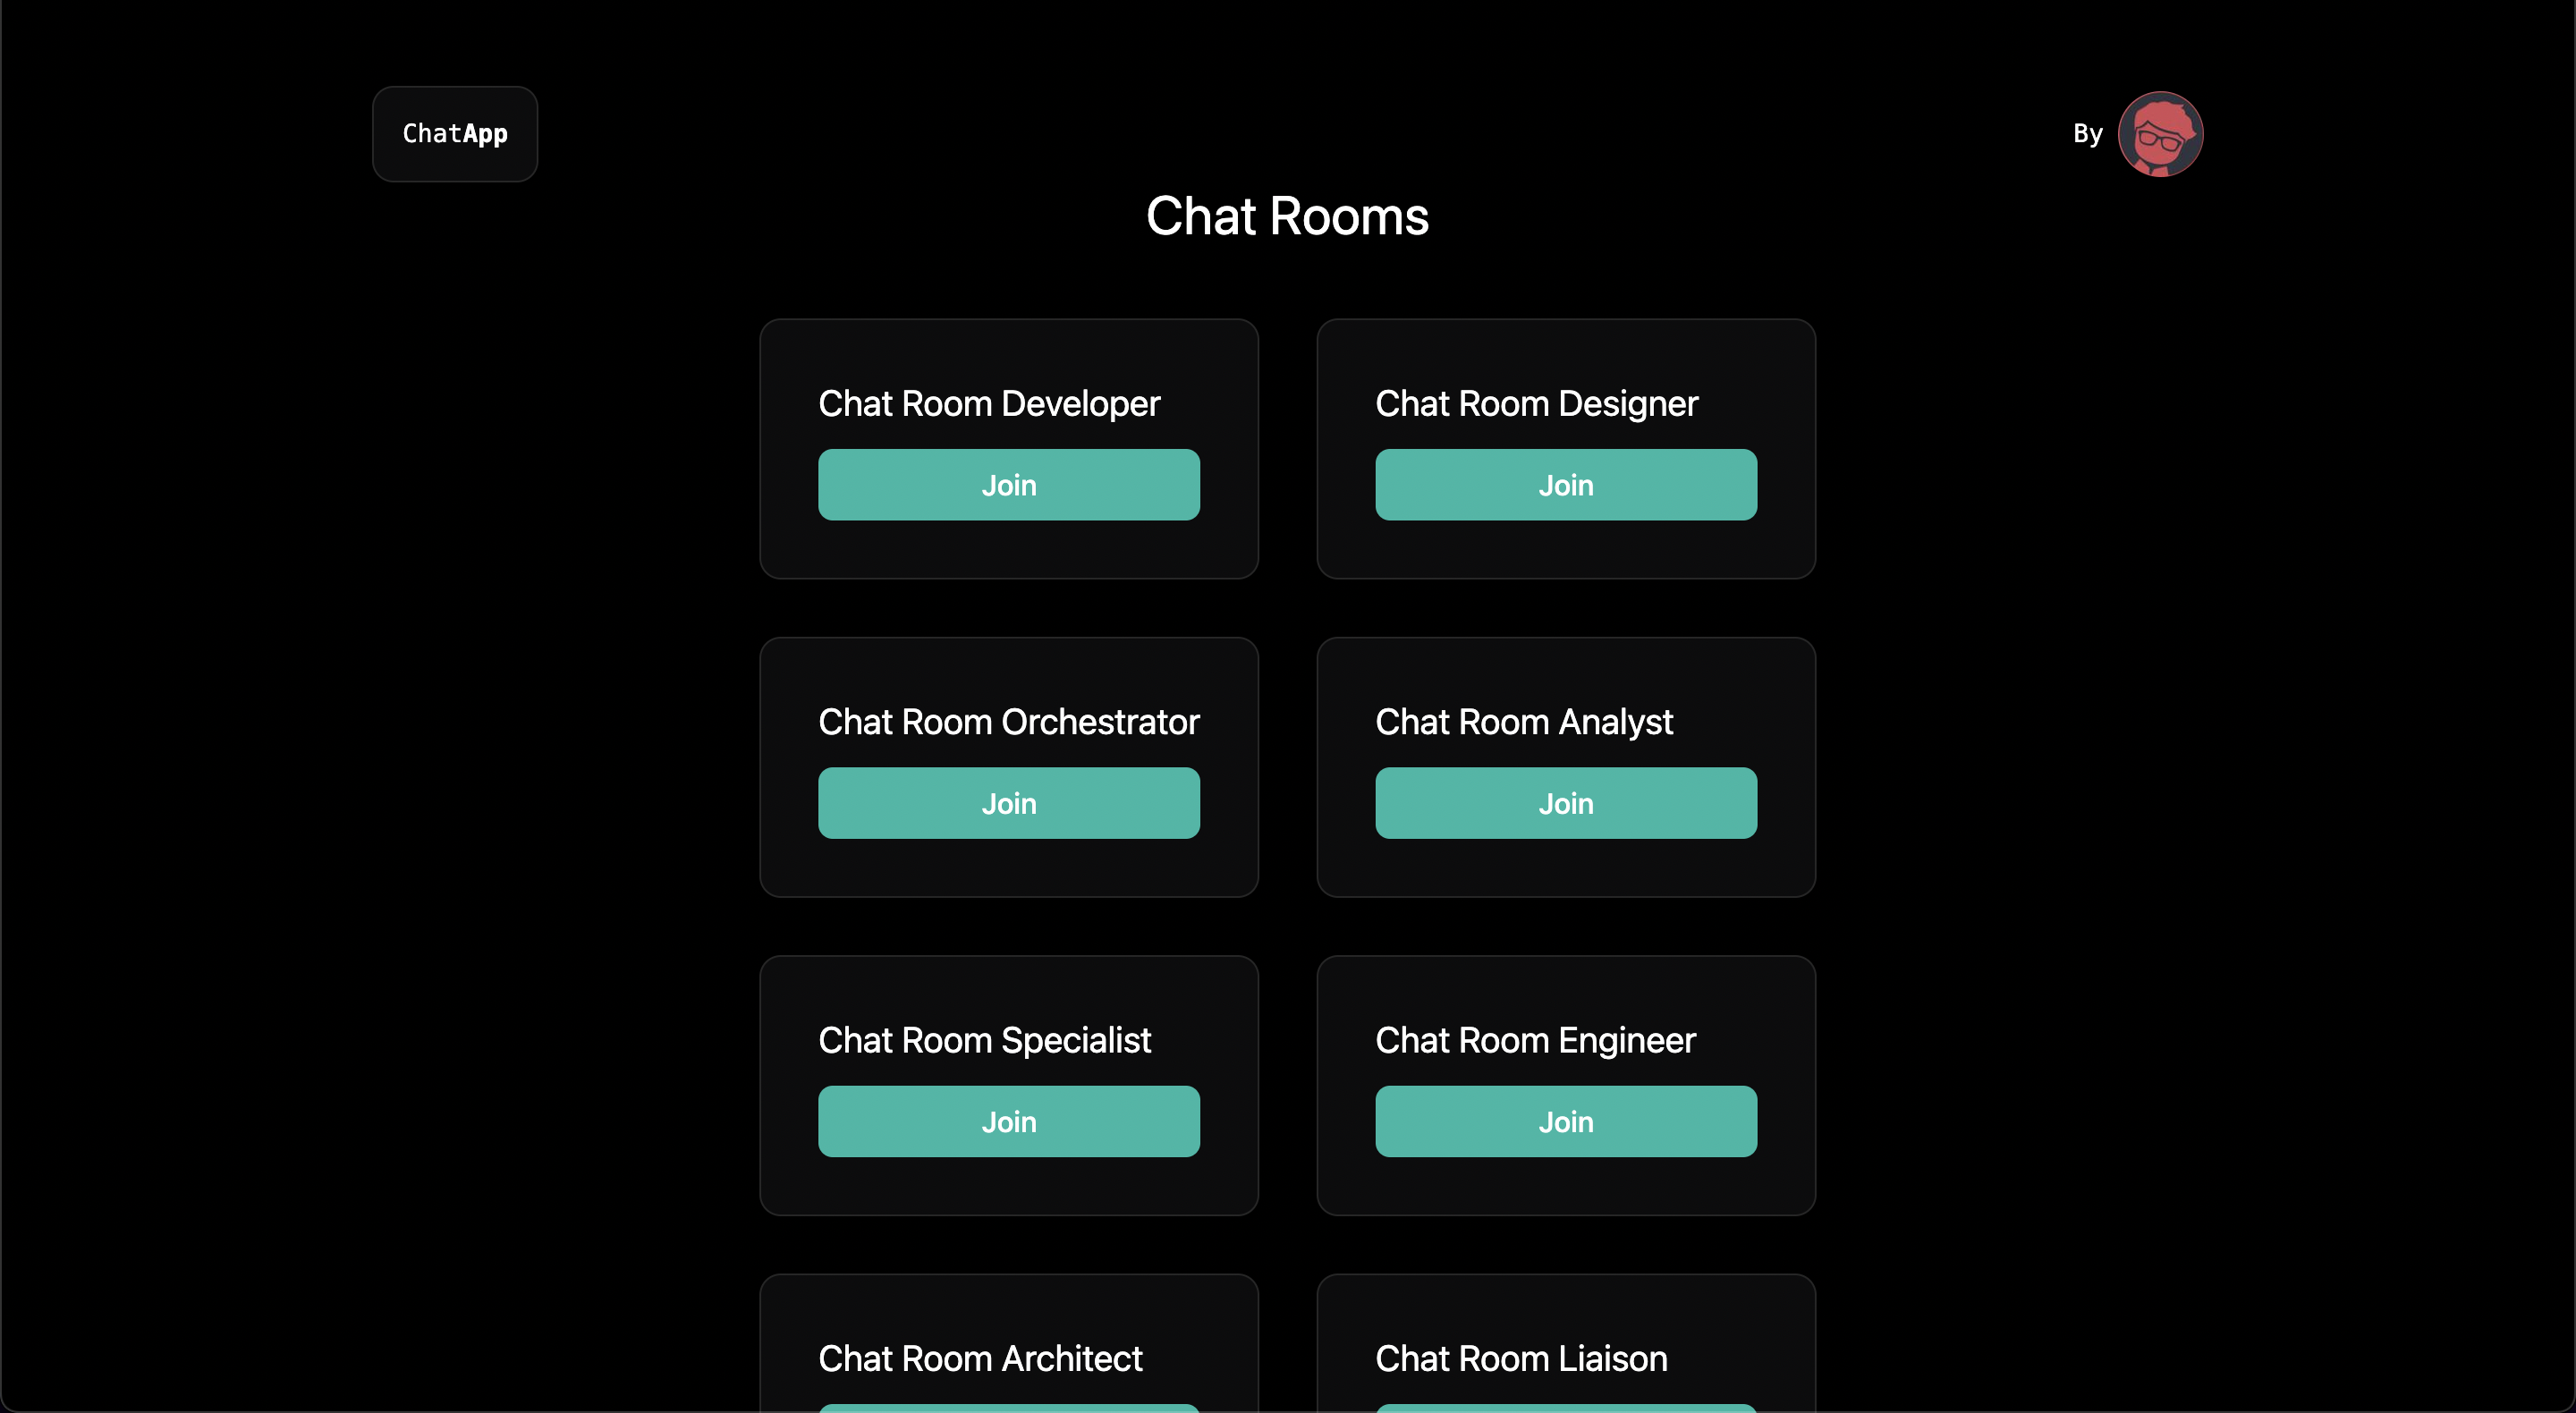 ChatApp
By
Chat Rooms
Chat Room Developer
Join
Chat Room Designer
Join
Chat Room Orchestrator
Join
Chat Room Analyst
Join
Chat Room Specialist
Join
Chat Room Engineer
Join
Chat Room Architect
Chat Room Liaison